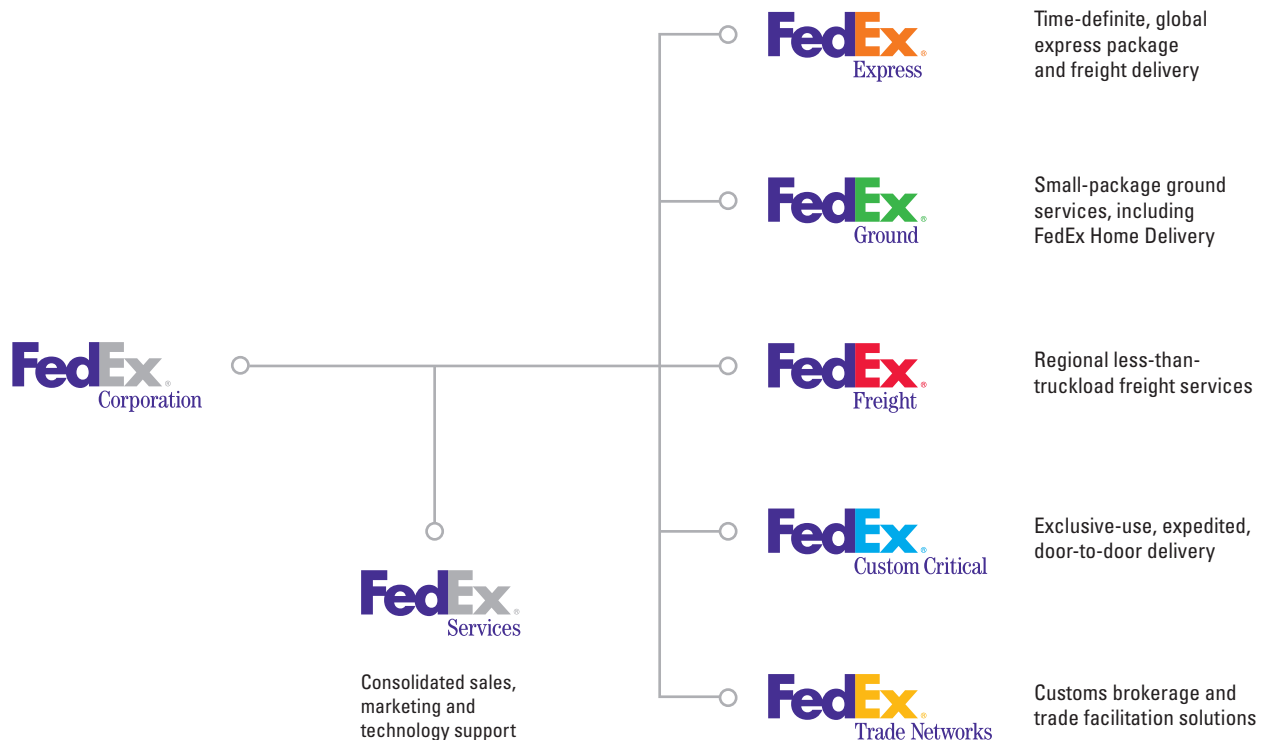 FedEx®
Express
Time-definite, global
express package
and freight delivery
FedEx®
Ground
Small-package ground
services, including
FedEx Home Delivery
FedEx®
Corporation
FedEx®
Freight
Regional less-than-
truckload freight services
FedEx®
Custom Critical
Exclusive-use, expedited,
door-to-door delivery
FedEx®
Services
Consolidated sales,
marketing and
technology support
FedEx®
Trade Networks
Customs brokerage and
trade facilitation solutions